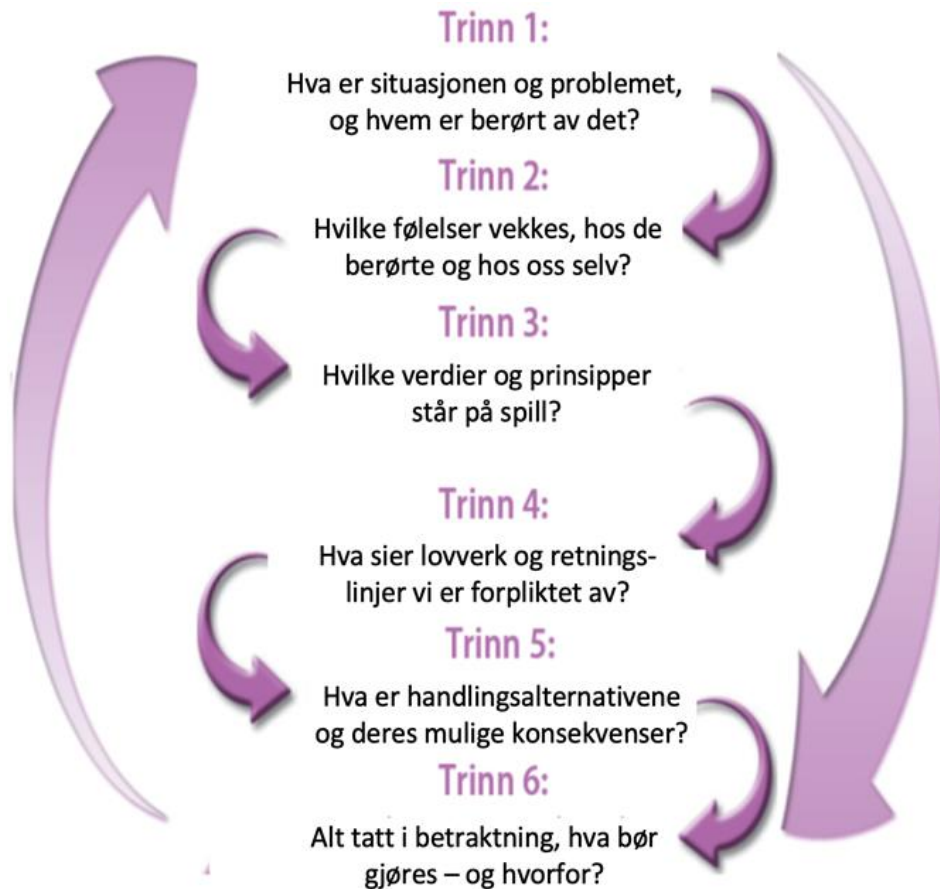 Trinn 1:
Hva er situasjonen og problemet,
og hvem er berørt av det?
Trinn 2:
Hvilke følelser vekkes, hos de
berørte og hos oss selv?
Trinn 3:
Hvilke verdier og prinsipper
står på spill?
Trinn 4:
Hva sier lovverk og retnings-
linjer vi er forpliktet av?
Trinn 5:
Hva er handlingsalternativene
og deres mulige konsekvenser?
Trinn 6:
Alt tatt i betraktning, hva bør
gjøres – og hvorfor?